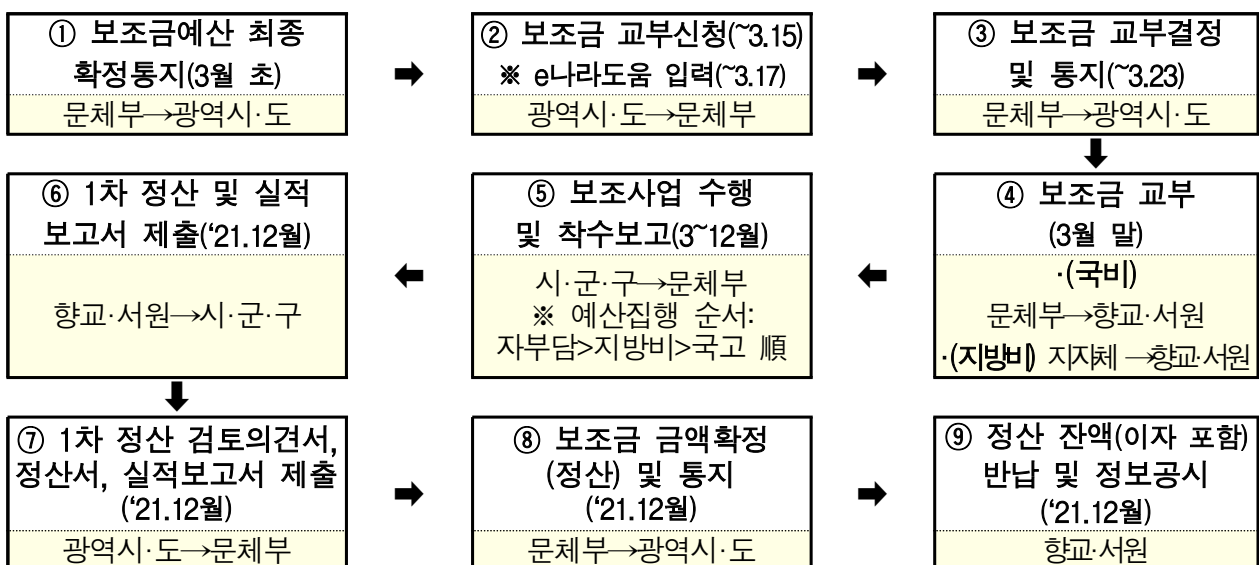 ① 보조금예산 최종
확정통지(3월 초)
문체부→광역시·도
➡
② 보조금 교부신청(~3.15)
※ e나라도움 입력(~3.17)
광역시·도→문체부
➡
③ 보조금 교부결정
및 통지(~3.23)
문체부→광역시·도
⬇
④ 보조금 교부
(3월 말)
·(국비)
문체부→향교·서원
·(지방비) 지자체→향교·서원
⬅
⑤ 보조사업 수행
및 착수보고(3~12월)
시·군·구→문체부
※ 예산집행 순서:
자부담>지방비>국고 順
⬅
⑥ 1차 정산 및 실적
보고서 제출(‘21.12월)
향교·서원→시·군·구
⬇
⑦ 1차 정산 검토의견서,
정산서, 실적보고서 제출
(‘21.12월)
광역시·도→문체부
➡
⑧ 보조금 금액확정
(정산) 및 통지
(‘21.12월)
문체부→광역시·도
➡
⑨ 정산 잔액(이자 포함)
반납 및 정보공시
(‘21.12월)
향교·서원